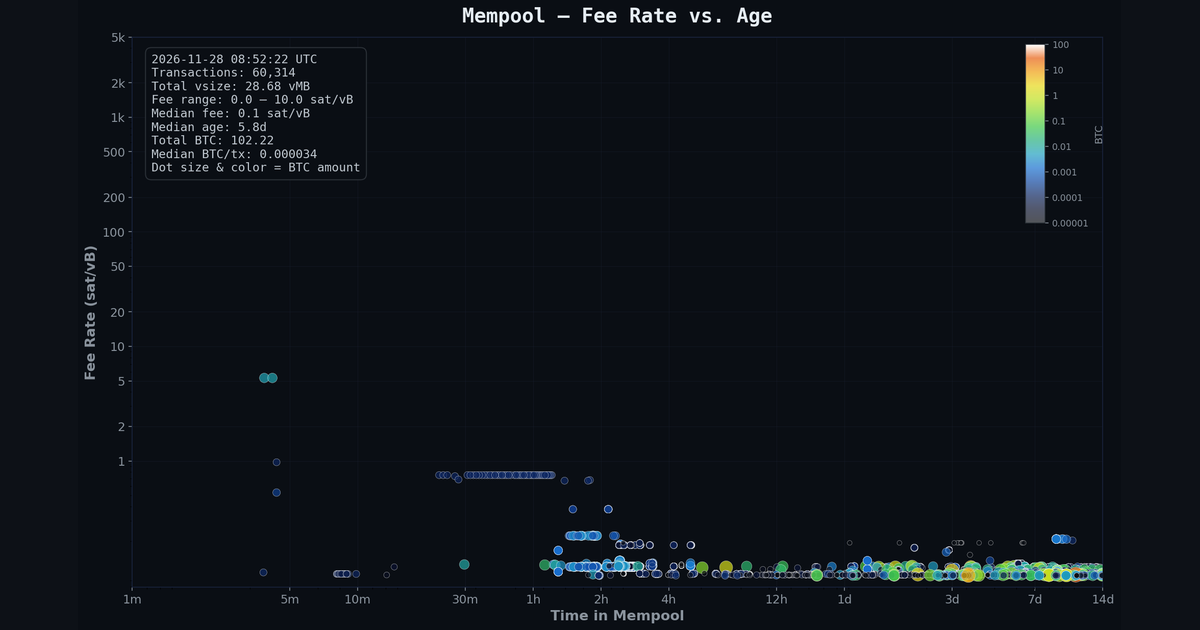 Mempool — Fee Rate vs. Age
2026-11-28 08:52:22 UTC
Transactions: 60,314
Total vsize: 28.68 vMB
Fee range: 0.0 – 10.0 sat/vB
Median fee: 0.1 sat/vB
Median age: 5.8d
Total BTC: 102.22
Median BTC/tx: 0.000034
Dot size & color = BTC amount
100
10
1
0.1
0.01
0.001
0.0001
0.00001
BTC
Fee Rate (sat/vB)
5k
2k
1k
500
200
100
50
20
10
5
2
1
1m 5m 10m 30m 1h 2h 4h 12h 1d 3d 7d 14d
Time in Mempool